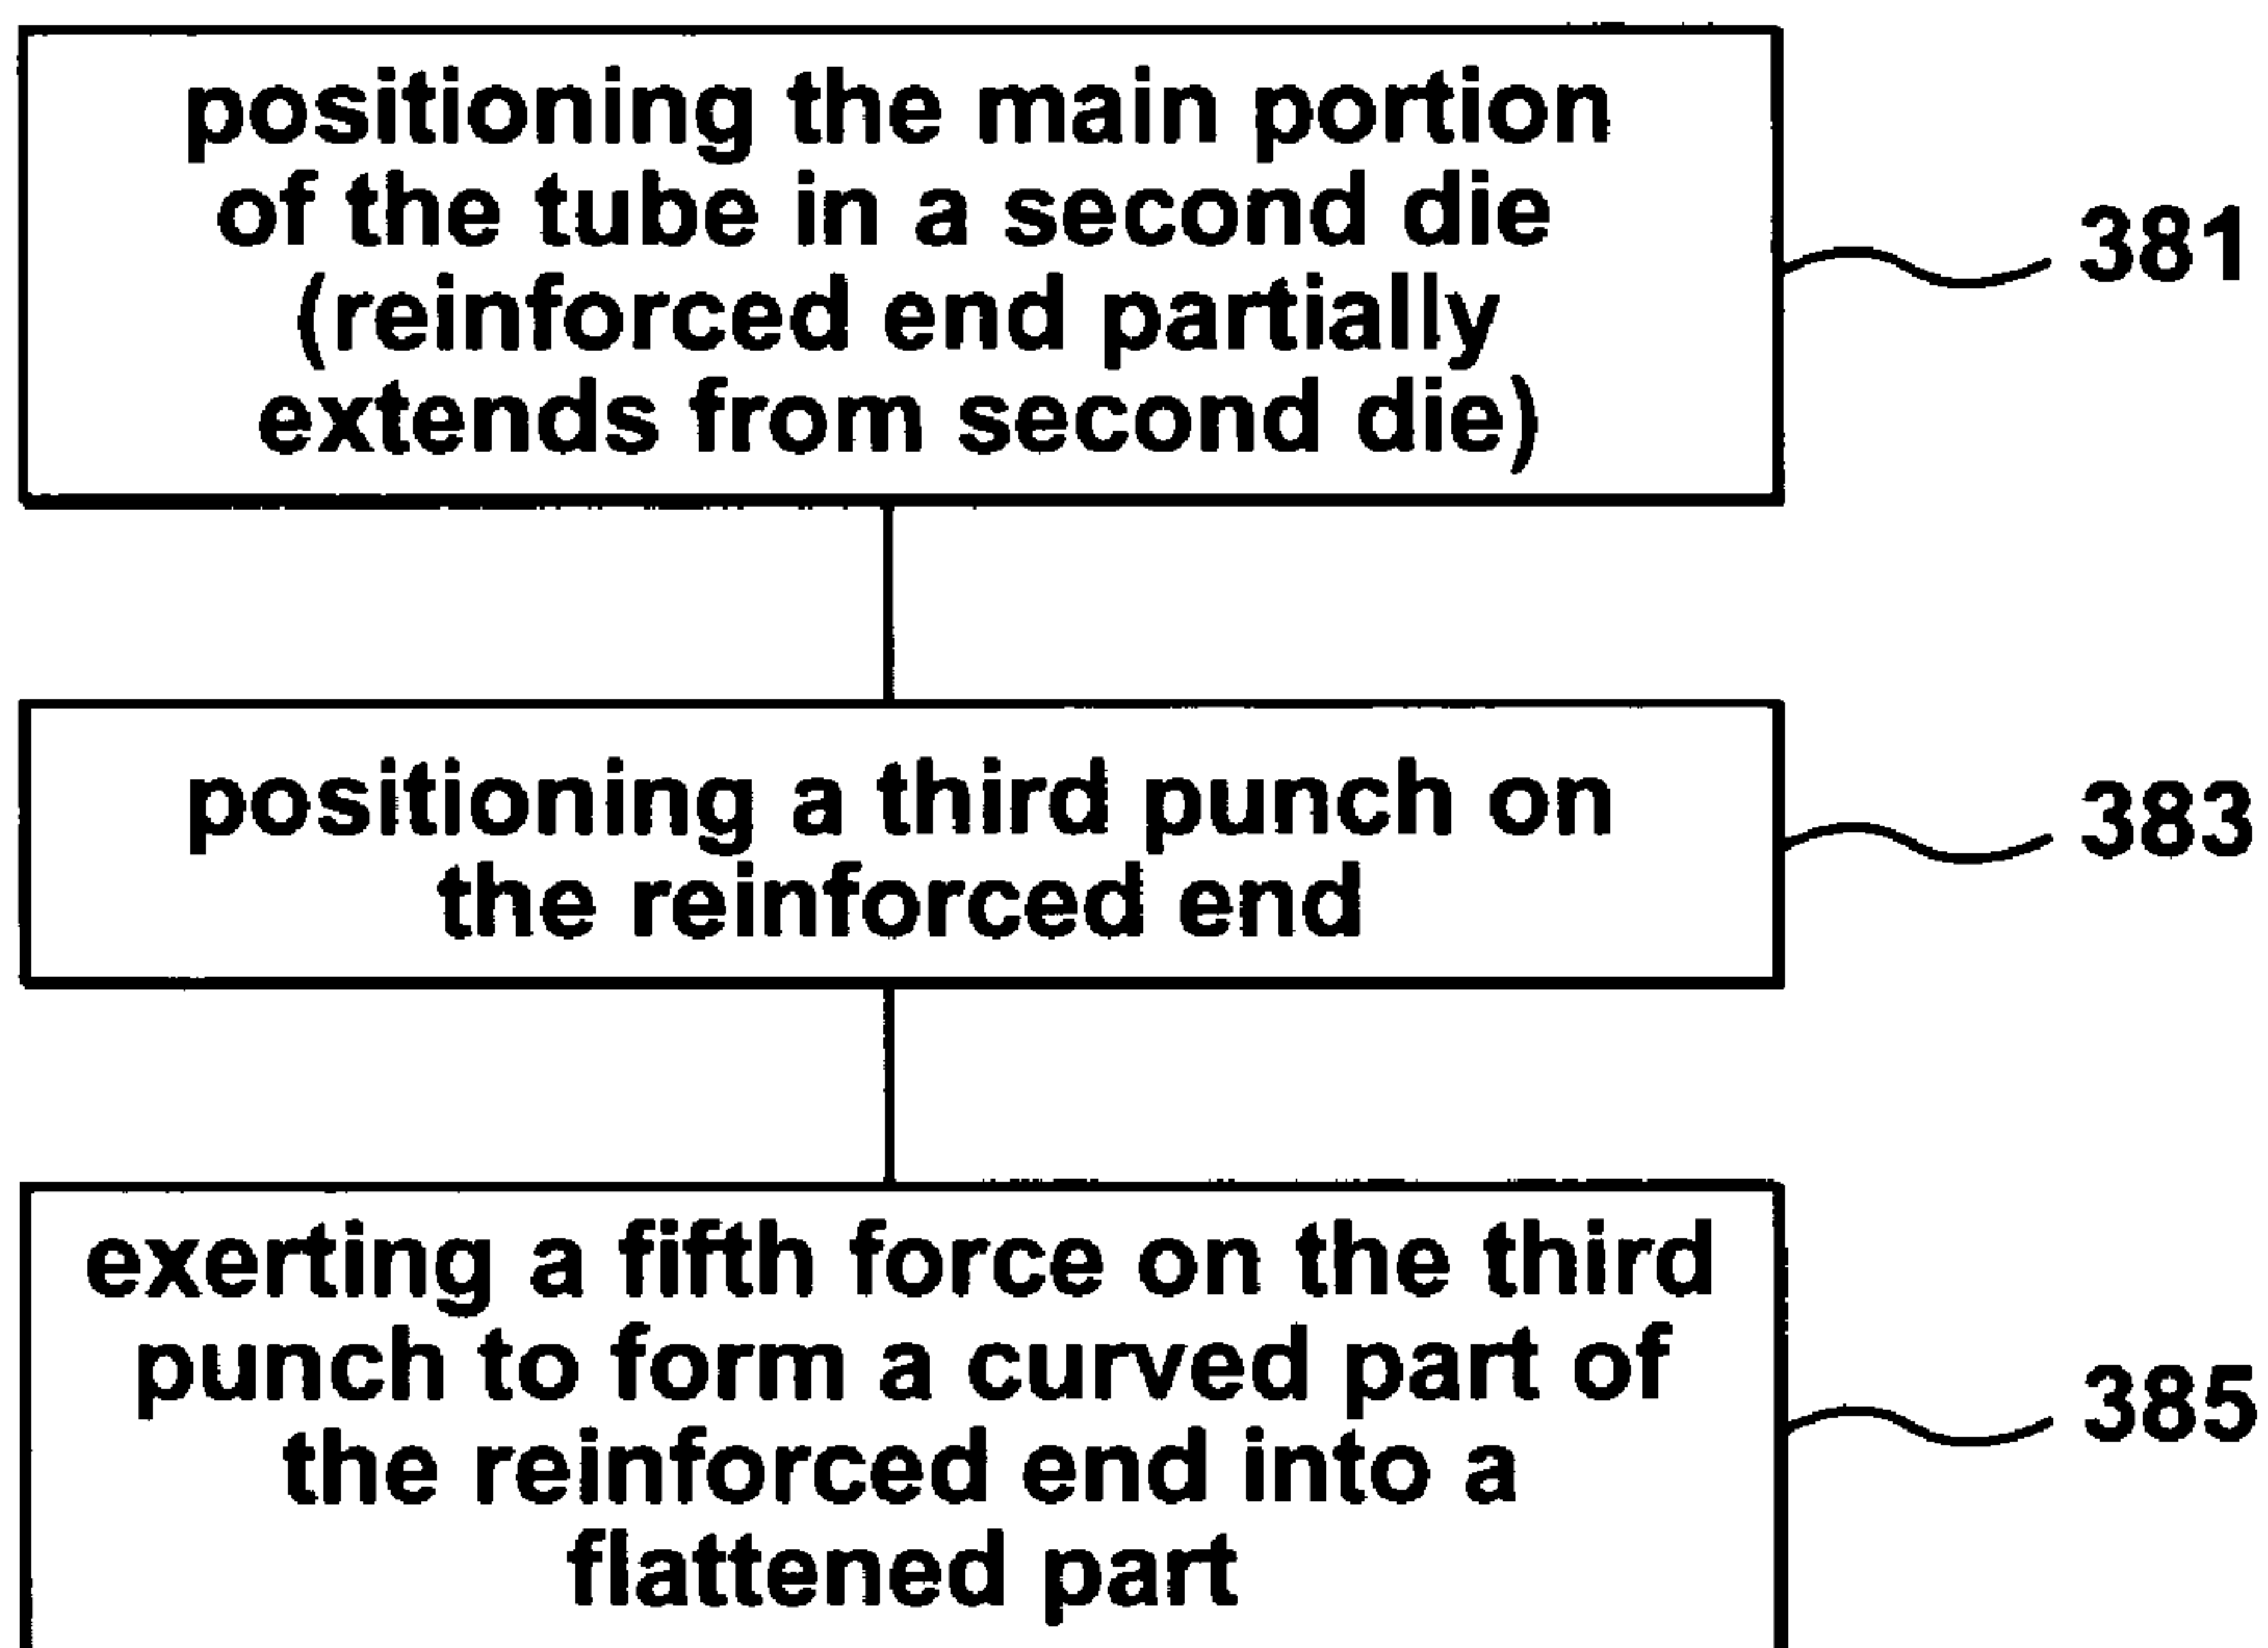 positioning the main portion
of the tube in a second die
(reinforced end partially
extends from second die)
381
positioning a third punch on
the reinforced end
383
exerting a fifth force on the third
punch to form a curved part of
the reinforced end into a
flattened part
385